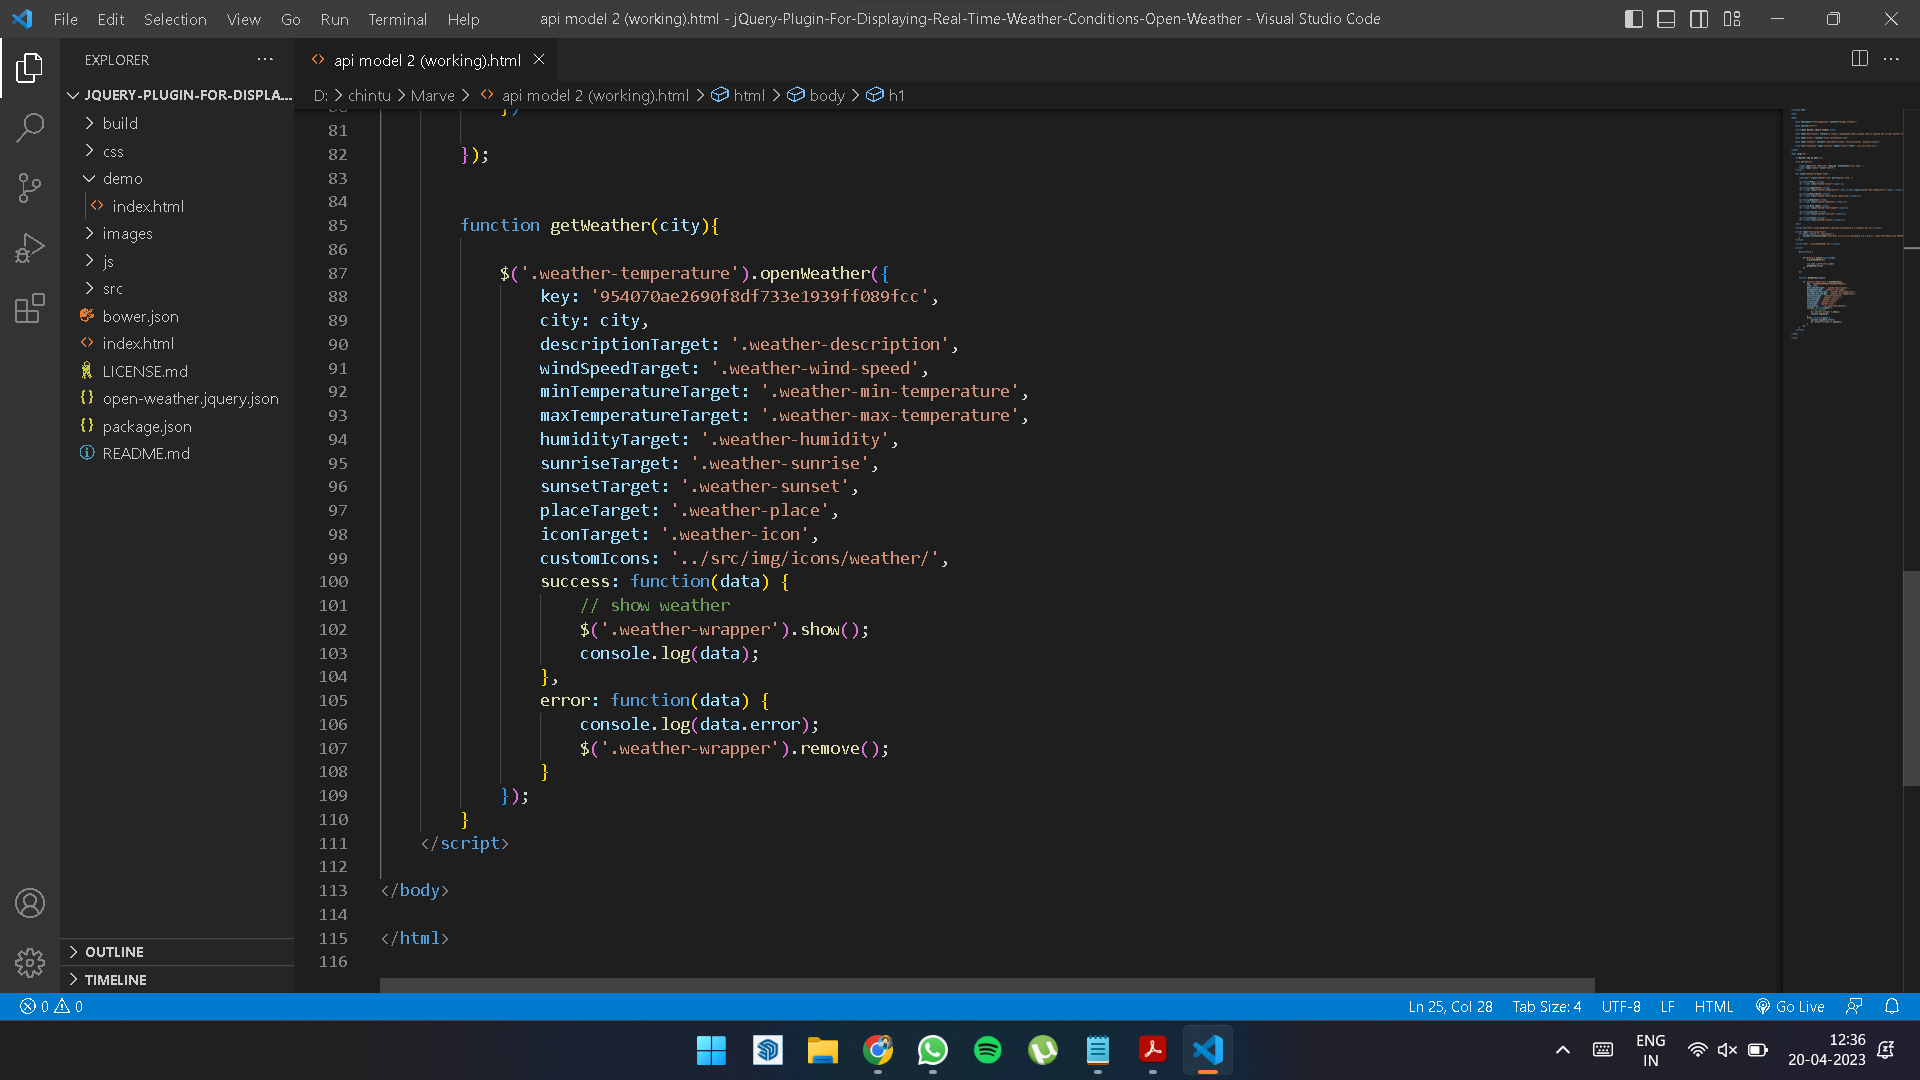 File Edit Selection View Go Run Terminal Help
api model 2 (working).html - jQuery-Plugin-For-Displaying-Real-Time-Weather-Conditions-Open-Weather - Visual Studio Code
EXPLORER
JQUERY-PLUGIN-FOR-DISPLA...
build
css
demo
index.html
images
js
src
bower.json
index.html
LICENSE.md
open-weather.jquery.json
package.json
README.md
OUTLINE
TIMELINE
api model 2 (working).html
D: > chintu > Marve > api model 2 (working).html > html > body > h1
81
82 });
83
84
85 function getWeather(city){
86
87 $('.weather-temperature').openWeather({
88 key: '954070ae2690f8df733e1939ff089fcc',
89 city: city,
90 descriptionTarget: '.weather-description',
91 windSpeedTarget: '.weather-wind-speed',
92 minTemperatureTarget: '.weather-min-temperature',
93 maxTemperatureTarget: '.weather-max-temperature',
94 humidityTarget: '.weather-humidity',
95 sunriseTarget: '.weather-sunrise',
96 sunsetTarget: '.weather-sunset',
97 placeTarget: '.weather-place',
98 iconTarget: '.weather-icon',
99 customIcons: '../src/img/icons/weather/',
100 success: function(data) {
101 // show weather
102 $('.weather-wrapper').show();
103 console.log(data);
104 },
105 error: function(data) {
106 console.log(data.error);
107 $('.weather-wrapper').remove();
108 }
109 });
110 }
111 </script>
112
113 </body>
114
115 </html>
116
0 0
Ln 25, Col 28 Tab Size: 4 UTF-8 LF HTML Go Live
ENG
IN
12:36
20-04-2023